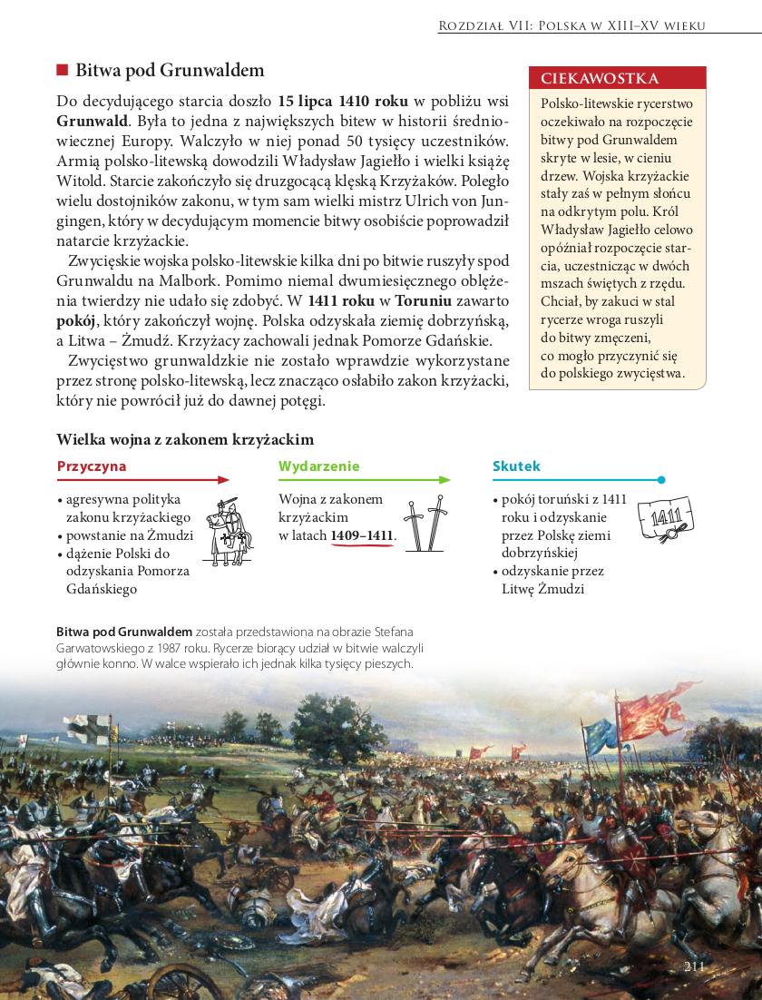 Rozdział VII: Polska w XIII–XV wieku
Bitwa pod Grunwaldem
Do decydującego starcia doszło 15 lipca 1410 roku w pobliżu wsi
Grunwald. Była to jedna z największych bitew w historii średnio-
wiecznej Europy. Walczyło w niej ponad 50 tysięcy uczestników.
Armią polsko-litewską dowodzili Władysław Jagiełło i wielki książę
Witold. Starcie zakończyło się druzgocącą klęską Krzyżaków. Poległo
wielu dostojników zakonu, w tym sam wielki mistrz Ulrich von Jun-
gingen, który w decydującym momencie bitwy osobiście poprowadził
natarcie krzyżackie.
Zwycięskie wojska polsko-litewskie kilka dni po bitwie ruszyły spod
Grunwaldu na Malbork. Pomimo niemal dwumiesięcznego oblęże-
nia twierdzy nie udało się zdobyć. W 1411 roku w Toruniu zawarto
pokój, który zakończył wojnę. Polska odzyskała ziemię dobrzyńską,
a Litwa – Żmudź. Krzyżacy zachowali jednak Pomorze Gdańskie.
Zwycięstwo grunwaldzkie nie zostało wprawdzie wykorzystane
przez stronę polsko-litewską, lecz znacząco osłabiło zakon krzyżacki,
który nie powrócił już do dawnej potęgi.
CIEKAWOSTKA
Polsko-litewskie rycerstwo
oczekiwało na rozpoczęcie
bitwy pod Grunwaldem
skryte w lesie, w cieniu
drzew. Wojska krzyżackie
stały zaś w pełnym słońcu
na odkrytym polu. Król
Władysław Jagiełło celowo
opóźniał rozpoczęcie star-
cia, uczestnicząc w dwóch
mszach świętych z rzędu.
Chciał, by zakuci w stal
rycerze wroga ruszyli
do bitwy zmęczeni,
co mogło przyczynić się
do polskiego zwycięstwa.
Wielka wojna z zakonem krzyżackim
Przyczyna
• agresywna polityka
zakonu krzyżackiego
• powstanie na Żmudzi
• dążenie Polski do
odzyskania Pomorza
Gdańskiego
Wydarzenie
Wojna z zakonem
krzyżackim
w latach 1409–1411.
Skutek
• pokój toruński z 1411
roku i odzyskanie
przez Polskę ziemi
dobrzyńskiej
• odzyskanie przez
Litwę Żmudzi
1411
Bitwa pod Grunwaldem została przedstawiona na obrazie Stefana
Garwatowskiego z 1987 roku. Rycerze biorący udział w bitwie walczyli
głównie konno. W walce wspierało ich jednak kilka tysięcy pieszych.
211